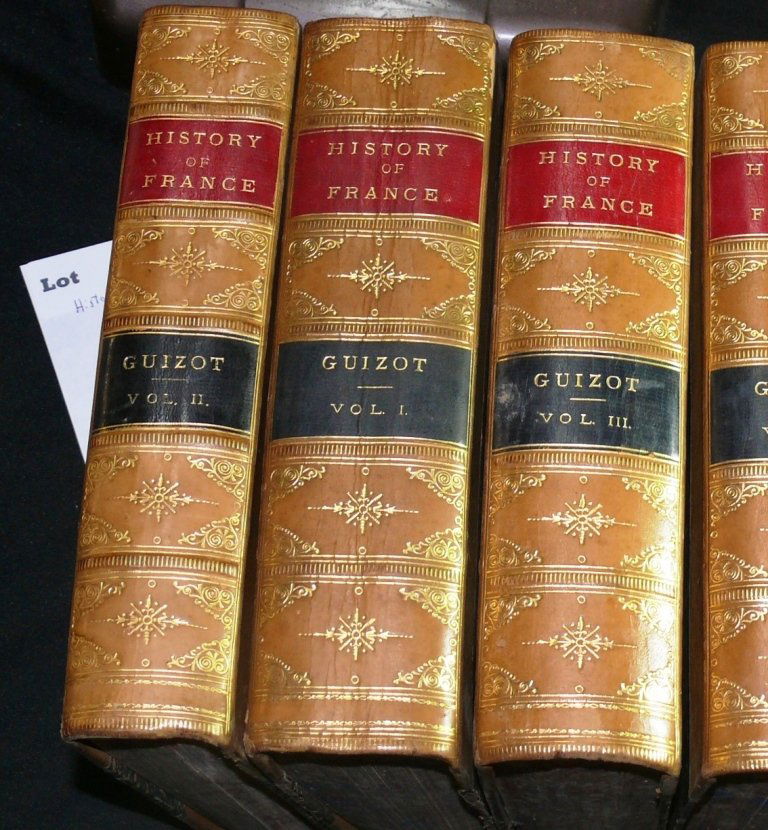 HISTORY
OF
FRANCE
GUIZOT
VOL. II.
HISTORY
OF
FRANCE
GUIZOT
VOL. I.
HISTORY
OF
FRANCE
GUIZOT
VOL. III.
H
F
G
V
Lot